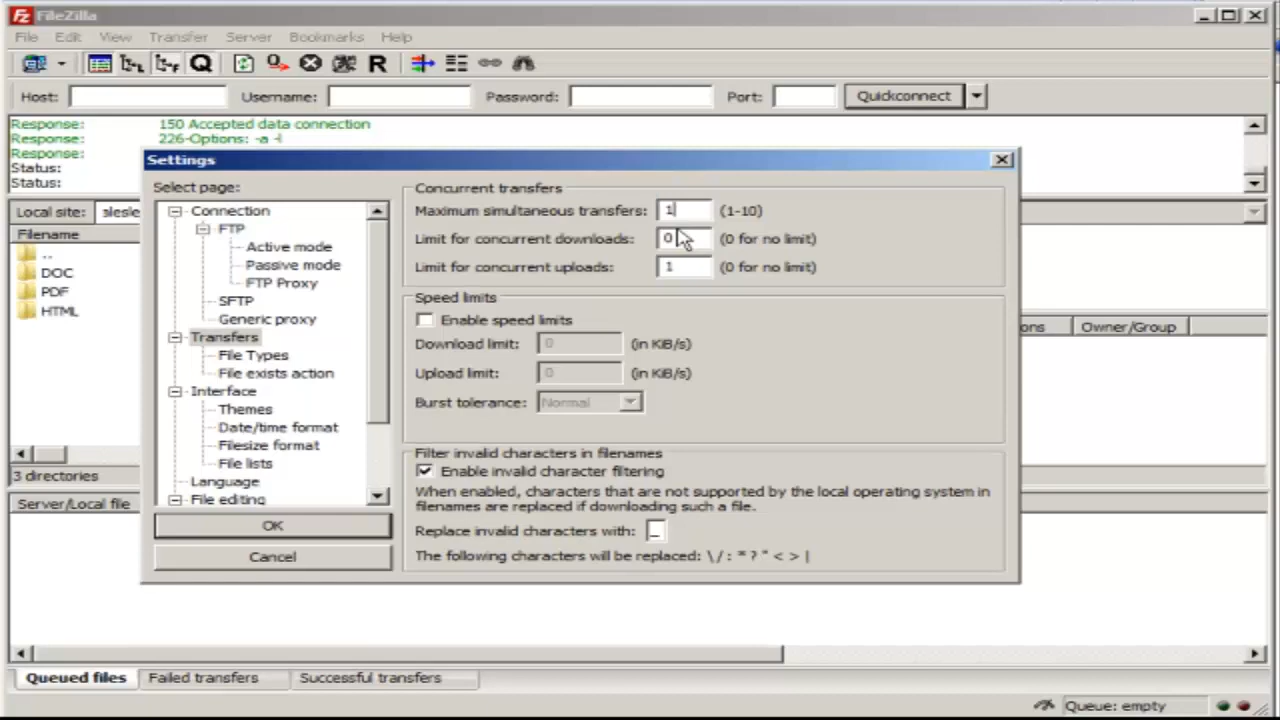 FileZilla
File Edit View Transfer Server Bookmarks Help
Host: Username: Password: Port: Quickconnect
Response: 150 Accepted data connection
Response: 226-Options: -a -l
Response:
Status:
Status:
Settings
Select page:
Connection
FTP
Active mode
Passive mode
FTP Proxy
SFTP
Generic proxy
Transfers
File Types
File exists action
Interface
Themes
Date/time format
Filesize format
File lists
Language
File editing
OK
Cancel
Concurrent transfers
Maximum simultaneous transfers: 1 (1-10)
Limit for concurrent downloads: 0 (0 for no limit)
Limit for concurrent uploads: 1 (0 for no limit)
Speed limits
Enable speed limits
Download limit: 0 (in KiB/s)
Upload limit: 0 (in KiB/s)
Burst tolerance: Normal
Filter invalid characters in filenames
Enable invalid character filtering
When enabled, characters that are not supported by the local operating system in
filenames are replaced if downloading such a file.
Replace invalid characters with: _
The following characters will be replaced: \ / : * ? " < > |
Local site:
Filename
..
DOC
PDF
HTML
3 directories
Owner/Group
Server/Local file
Queued files Failed transfers Successful transfers
Queue: empty